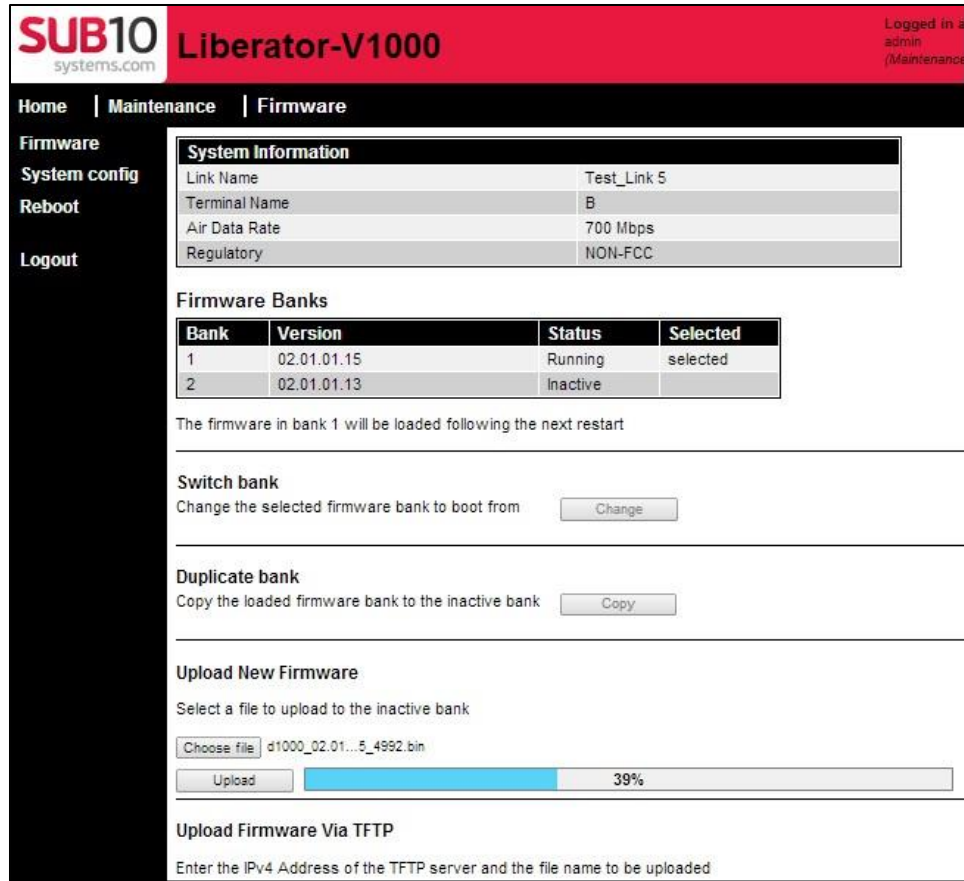 SUB10
systems.com
Liberator-V1000
Logged in a
admin
(Maintenance
Home | Maintenance | Firmware
Firmware
System config
Reboot
Logout
System Information
Link Name Test_Link 5
Terminal Name B
Air Data Rate 700 Mbps
Regulatory NON-FCC
Firmware Banks
Bank Version Status Selected
1 02.01.01.15 Running selected
2 02.01.01.13 Inactive
The firmware in bank 1 will be loaded following the next restart
Switch bank
Change the selected firmware bank to boot from Change
Duplicate bank
Copy the loaded firmware bank to the inactive bank Copy
Upload New Firmware
Select a file to upload to the inactive bank
Choose file d1000_02.01...5_4992.bin
Upload 39%
Upload Firmware Via TFTP
Enter the IPv4 Address of the TFTP server and the file name to be uploaded